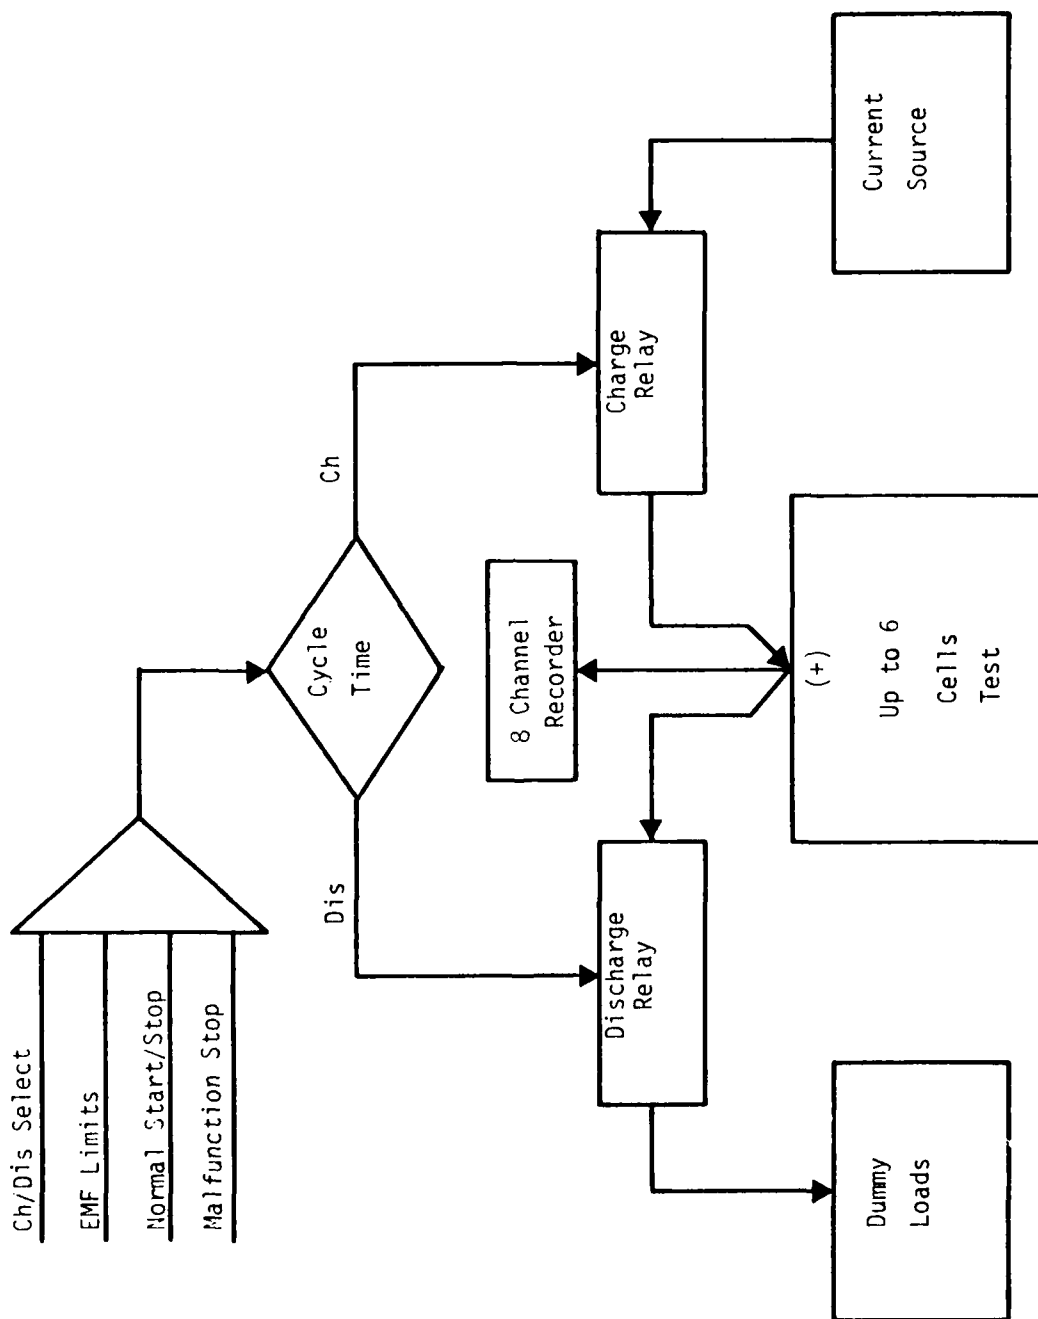 Ch/Dis Select
EMF Limits
Normal Start/Stop
Malfunction Stop
Cycle
Time
Dis
Ch
8 Channel
Recorder
Discharge
Relay
Charge
Relay
(+)
Up to 6
Cells
Test
Dummy
Loads
Current
Source